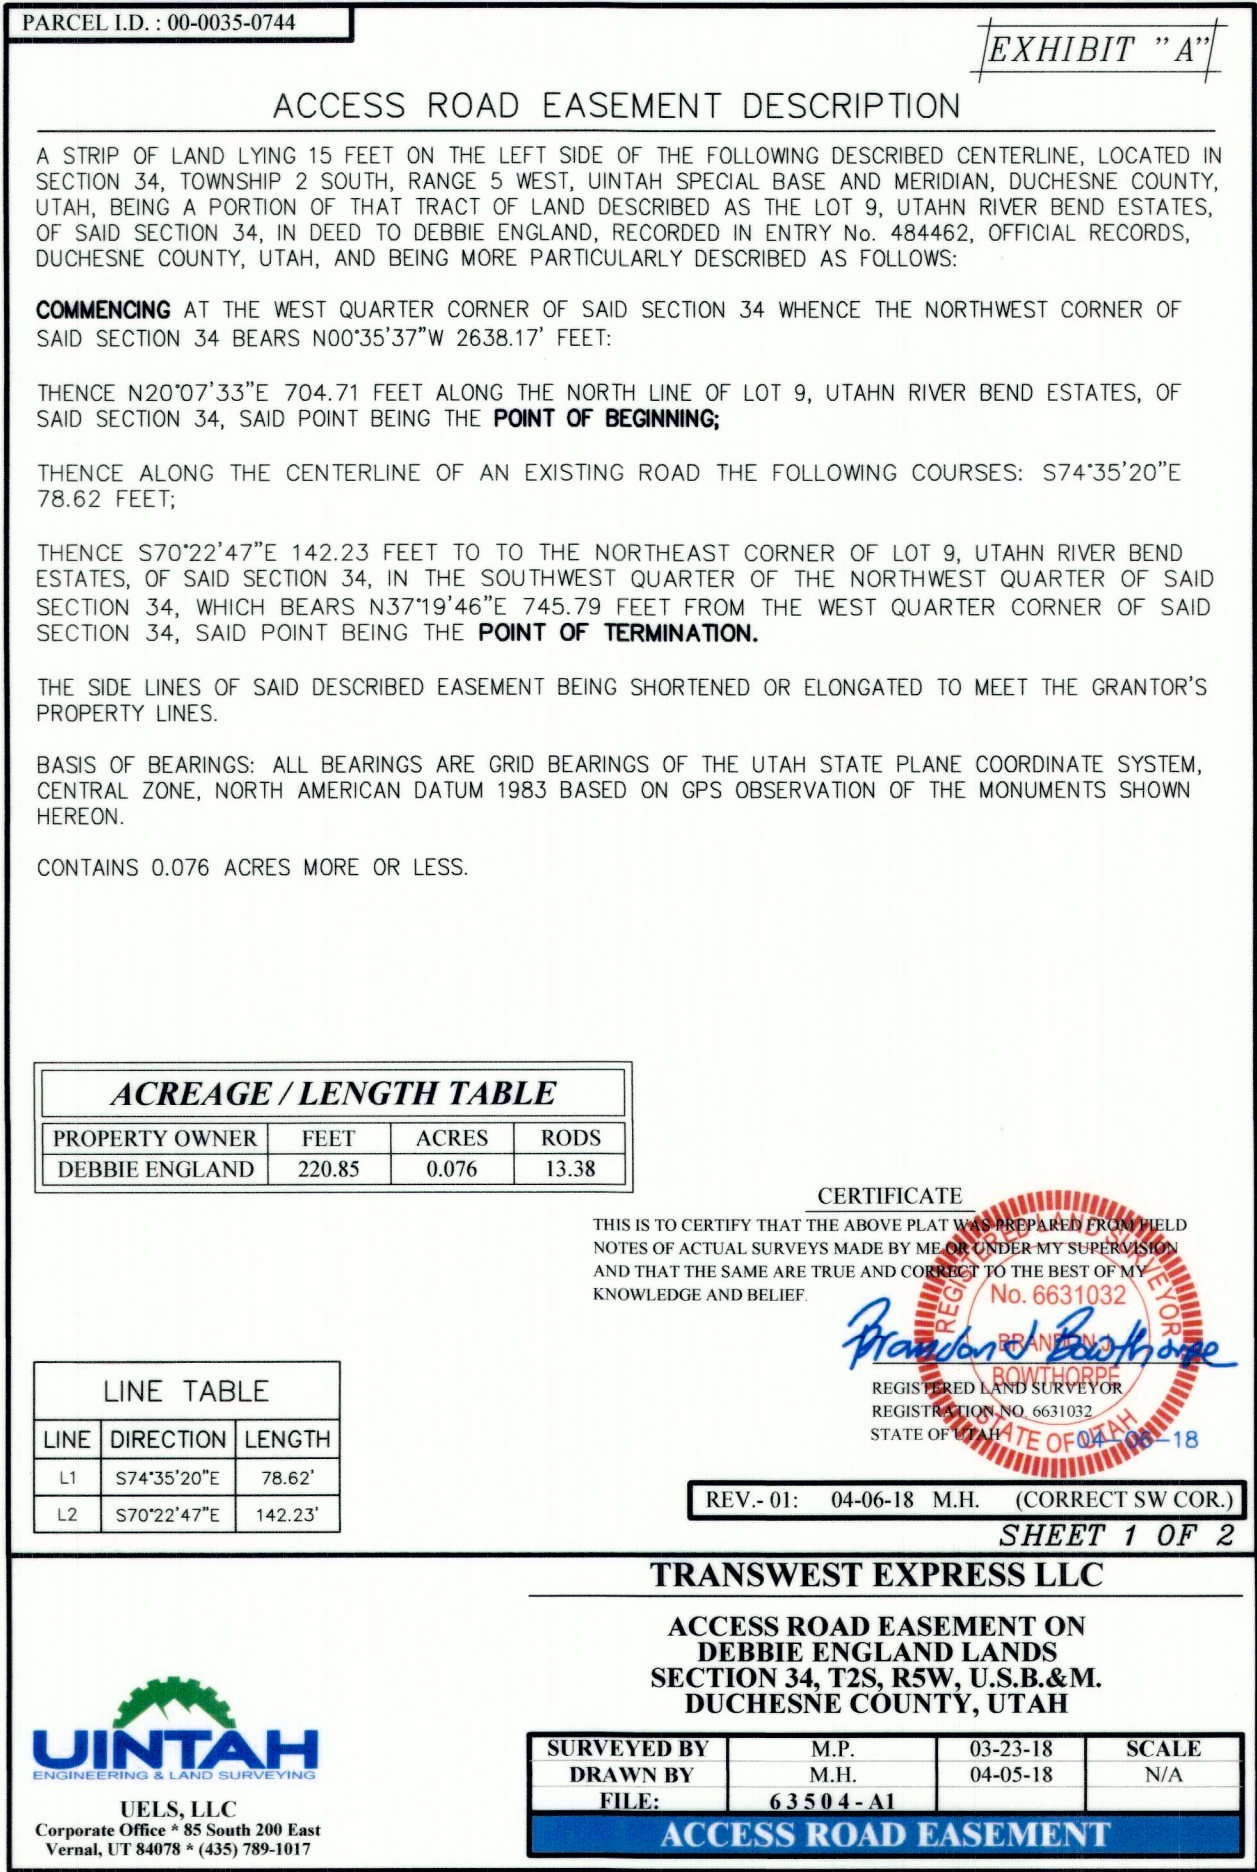 PARCEL I.D. : 00-0035-0744
EXHIBIT "A"
ACCESS ROAD EASEMENT DESCRIPTION
A STRIP OF LAND LYING 15 FEET ON THE LEFT SIDE OF THE FOLLOWING DESCRIBED CENTERLINE, LOCATED IN
SECTION 34, TOWNSHIP 2 SOUTH, RANGE 5 WEST, UINTAH SPECIAL BASE AND MERIDIAN, DUCHESNE COUNTY,
UTAH, BEING A PORTION OF THAT TRACT OF LAND DESCRIBED AS THE LOT 9, UTAHN RIVER BEND ESTATES,
OF SAID SECTION 34, IN DEED TO DEBBIE ENGLAND, RECORDED IN ENTRY No. 484462, OFFICIAL RECORDS,
DUCHESNE COUNTY, UTAH, AND BEING MORE PARTICULARLY DESCRIBED AS FOLLOWS:
COMMENCING AT THE WEST QUARTER CORNER OF SAID SECTION 34 WHENCE THE NORTHWEST CORNER OF
SAID SECTION 34 BEARS N00°35'37"W 2638.17' FEET:
THENCE N20°07'33"E 704.71 FEET ALONG THE NORTH LINE OF LOT 9, UTAHN RIVER BEND ESTATES, OF
SAID SECTION 34, SAID POINT BEING THE POINT OF BEGINNING;
THENCE ALONG THE CENTERLINE OF AN EXISTING ROAD THE FOLLOWING COURSES: S74°35'20"E
78.62 FEET;
THENCE S70°22'47"E 142.23 FEET TO TO THE NORTHEAST CORNER OF LOT 9, UTAHN RIVER BEND
ESTATES, OF SAID SECTION 34, IN THE SOUTHWEST QUARTER OF THE NORTHWEST QUARTER OF SAID
SECTION 34, WHICH BEARS N37°19'46"E 745.79 FEET FROM THE WEST QUARTER CORNER OF SAID
SECTION 34, SAID POINT BEING THE POINT OF TERMINATION.
THE SIDE LINES OF SAID DESCRIBED EASEMENT BEING SHORTENED OR ELONGATED TO MEET THE GRANTOR'S
PROPERTY LINES.
BASIS OF BEARINGS: ALL BEARINGS ARE GRID BEARINGS OF THE UTAH STATE PLANE COORDINATE SYSTEM,
CENTRAL ZONE, NORTH AMERICAN DATUM 1983 BASED ON GPS OBSERVATION OF THE MONUMENTS SHOWN
HEREON.
CONTAINS 0.076 ACRES MORE OR LESS.
ACREAGE / LENGTH TABLE
PROPERTY OWNER FEET ACRES RODS
DEBBIE ENGLAND 220.85 0.076 13.38
CERTIFICATE
THIS IS TO CERTIFY THAT THE ABOVE PLAT WAS PREPARED FROM FIELD
NOTES OF ACTUAL SURVEYS MADE BY ME OR UNDER MY SUPERVISION
AND THAT THE SAME ARE TRUE AND CORRECT TO THE BEST OF MY
KNOWLEDGE AND BELIEF.
REGISTERED LAND SURVEYOR
No. 6631032
BRANDON J.
BOWTHORPE
STATE OF UTAH
Brandon J Bowthorpe
REGISTERED LAND SURVEYOR
REGISTRATION NO. 6631032
STATE OF UTAH
04-06-18
LINE TABLE
LINE DIRECTION LENGTH
L1 S74°35'20"E 78.62'
L2 S70°22'47"E 142.23'
REV.- 01: 04-06-18 M.H. (CORRECT SW COR.)
SHEET 1 OF 2
TRANSWEST EXPRESS LLC
ACCESS ROAD EASEMENT ON
DEBBIE ENGLAND LANDS
SECTION 34, T2S, R5W, U.S.B.&M.
DUCHESNE COUNTY, UTAH
UINTAH
ENGINEERING & LAND SURVEYING
UELS, LLC
Corporate Office * 85 South 200 East
Vernal, UT 84078 * (435) 789-1017
SURVEYED BY M.P. 03-23-18 SCALE
DRAWN BY M.H. 04-05-18 N/A
FILE: 63504-A1
ACCESS ROAD EASEMENT